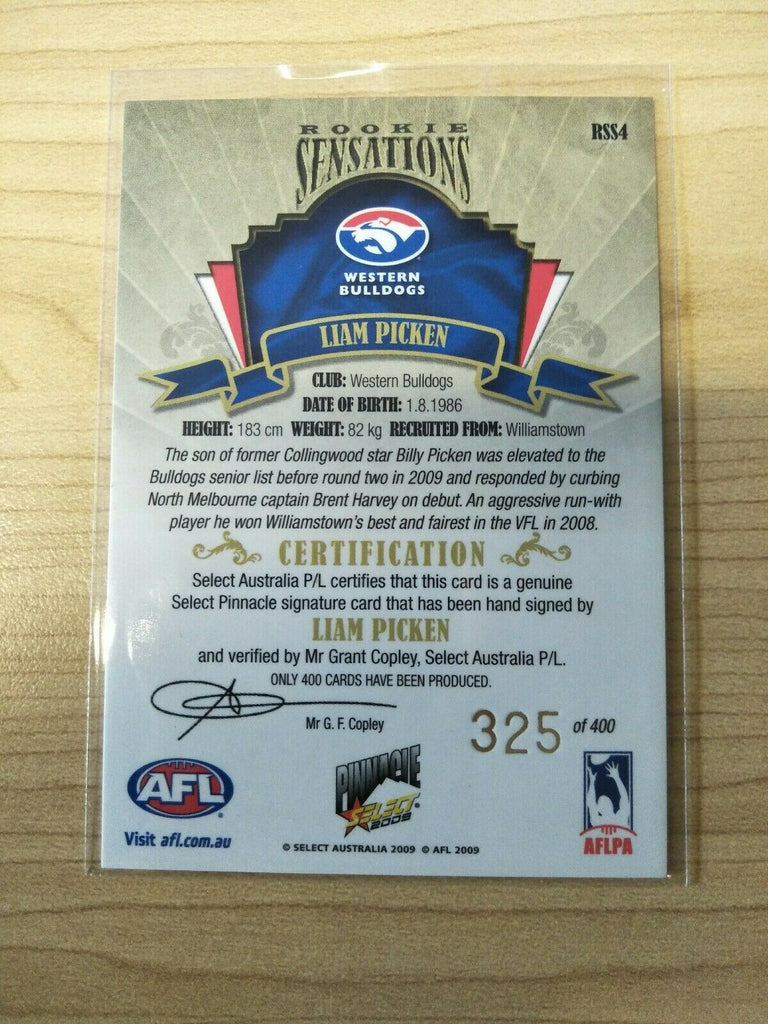 ROOKIE
SENSATIONS
RSS4
WESTERN
BULLDOGS
LIAM PICKEN
CLUB: Western Bulldogs
DATE OF BIRTH: 1.8.1986
HEIGHT: 183 cm WEIGHT: 82 kg RECRUITED FROM: Williamstown
The son of former Collingwood star Billy Picken was elevated to the
Bulldogs senior list before round two in 2009 and responded by curbing
North Melbourne captain Brent Harvey on debut. An aggressive run-with
player he won Williamstown's best and fairest in the VFL in 2008.
CERTIFICATION
Select Australia P/L certifies that this card is a genuine
Select Pinnacle signature card that has been hand signed by
LIAM PICKEN
and verified by Mr Grant Copley, Select Australia P/L.
ONLY 400 CARDS HAVE BEEN PRODUCED.
Mr G. F. Copley
325 of 400
AFL
Visit afl.com.au
PINNACLE
SELECT
2009
© SELECT AUSTRALIA 2009 © AFL 2009
AFLPA